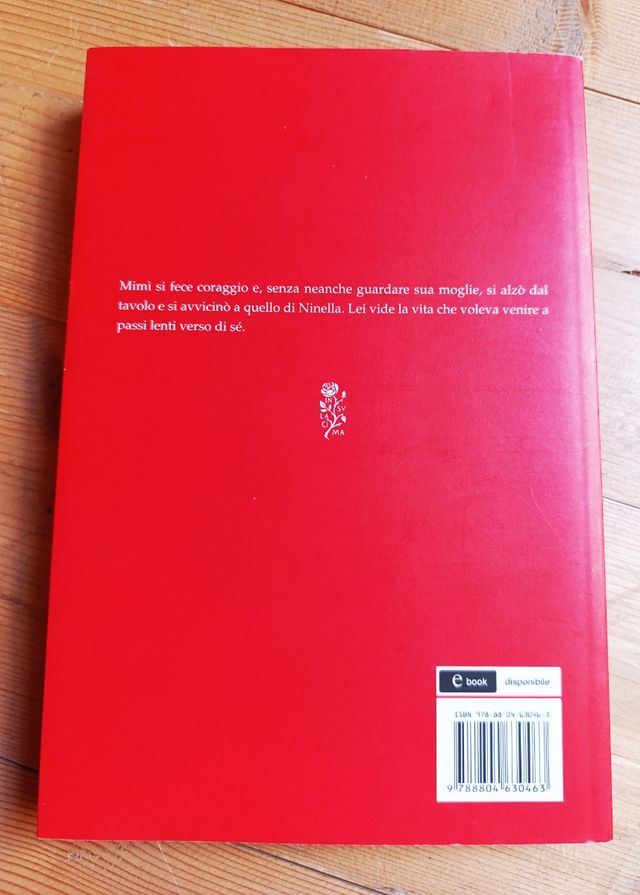 Mimì si fece coraggio e, senza neanche guardare sua moglie, si alzò dal
tavolo e si avvicinò a quello di Ninella. Lei vide la vita che voleva venire a
passi lenti verso di sé.
IN SU
LA CI
MA
e book disponibile
ISBN 978-88-04-63046-3
9 788804 630463